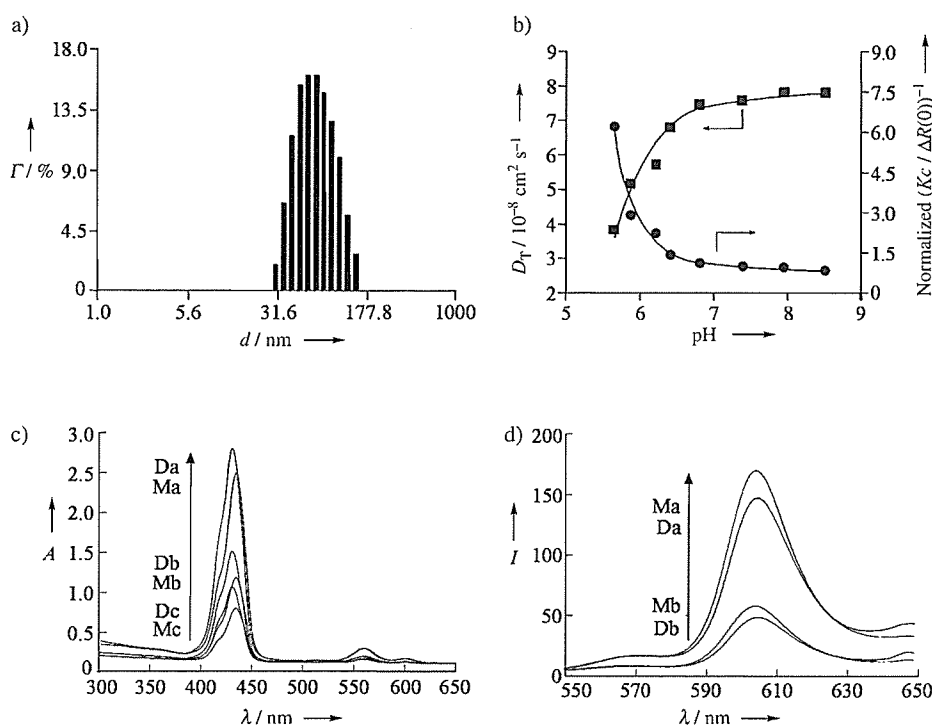 a)
18.0
13.5
Γ / %
9.0
4.5
0
1.0 5.6 31.6 177.8 1000
d / nm
b)
9
8
7
6
5
4
3
2
D_T / 10⁻⁸ cm² s⁻¹
9.0
7.5
6.0
4.5
3.0
1.5
0
Normalized (Kc / ΔR(0))⁻¹
5 6 7 8 9
pH
c)
3.0
2.5
2.0
1.5
1.0
0.5
0
A
Da
Ma
Db
Mb
Dc
Mc
300 350 400 450 500 550 600 650
λ / nm
d)
200
150
100
50
0
I
Ma
Da
Mb
Db
550 570 590 610 630 650
λ / nm